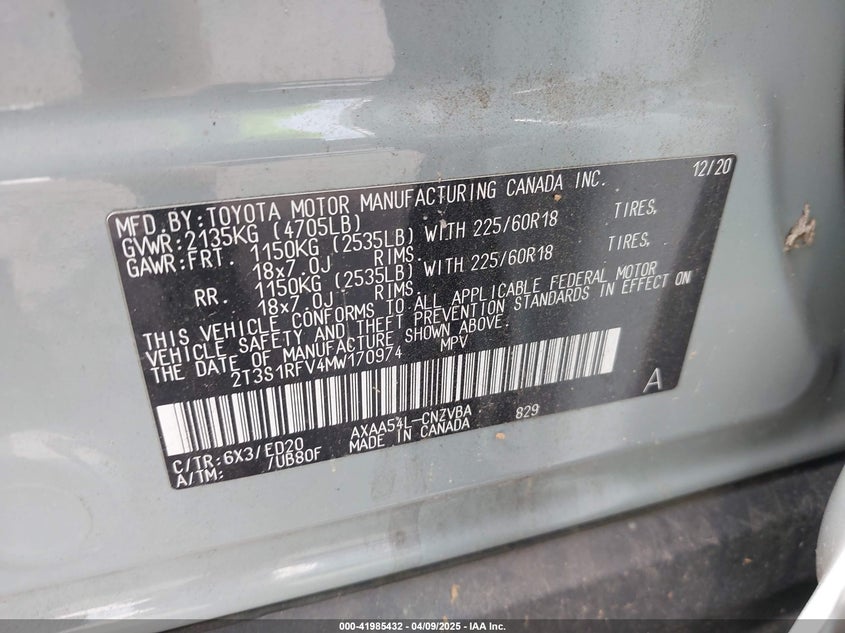 MFD.BY:TOYOTA MOTOR MANUFACTURING CANADA INC. 12/20
GVWR:2135KG (4705LB)
GAWR:FRT. 1150KG (2535LB) WITH 225/60R18 TIRES,
18x7.0J RIMS.
RR. 1150KG (2535LB) WITH 225/60R18 TIRES,
18x7.0J RIMS.
THIS VEHICLE CONFORMS TO ALL APPLICABLE FEDERAL MOTOR
VEHICLE SAFETY AND THEFT PREVENTION STANDARDS IN EFFECT ON
THE DATE OF MANUFACTURE SHOWN ABOVE.
2T3S1RFV4MW170974 MPV
A
AXAA54L-CNZVBA 829
C/TR:6X3/ED20 MADE IN CANADA
A/TM: /UB80F
000-41985432 - 04/09/2025 - © IAA Inc.